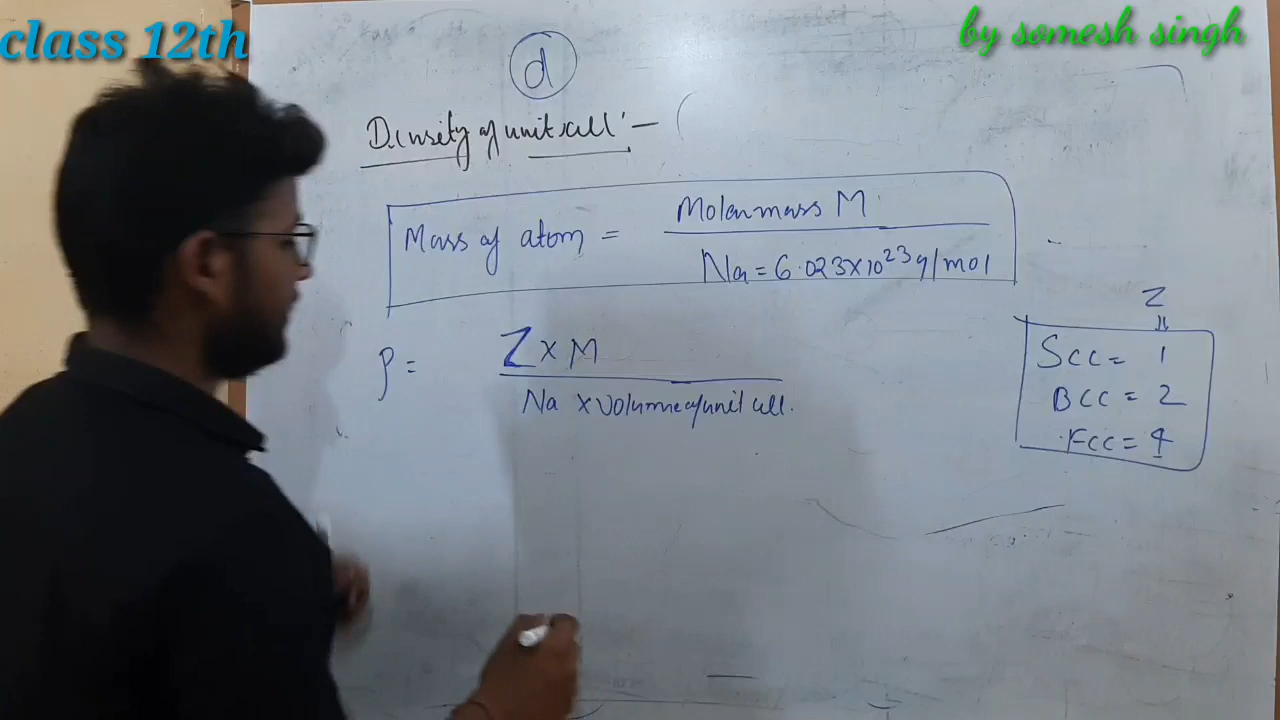 class 12th
by somesh singh
d
Density of unit cell :-
Mass of atom = Molar mass M
Na = 6.023×10²³ g/mol
Z
SCC = 1
BCC = 2
FCC = 4
ρ = Z × M
Na × volume of unit cell.